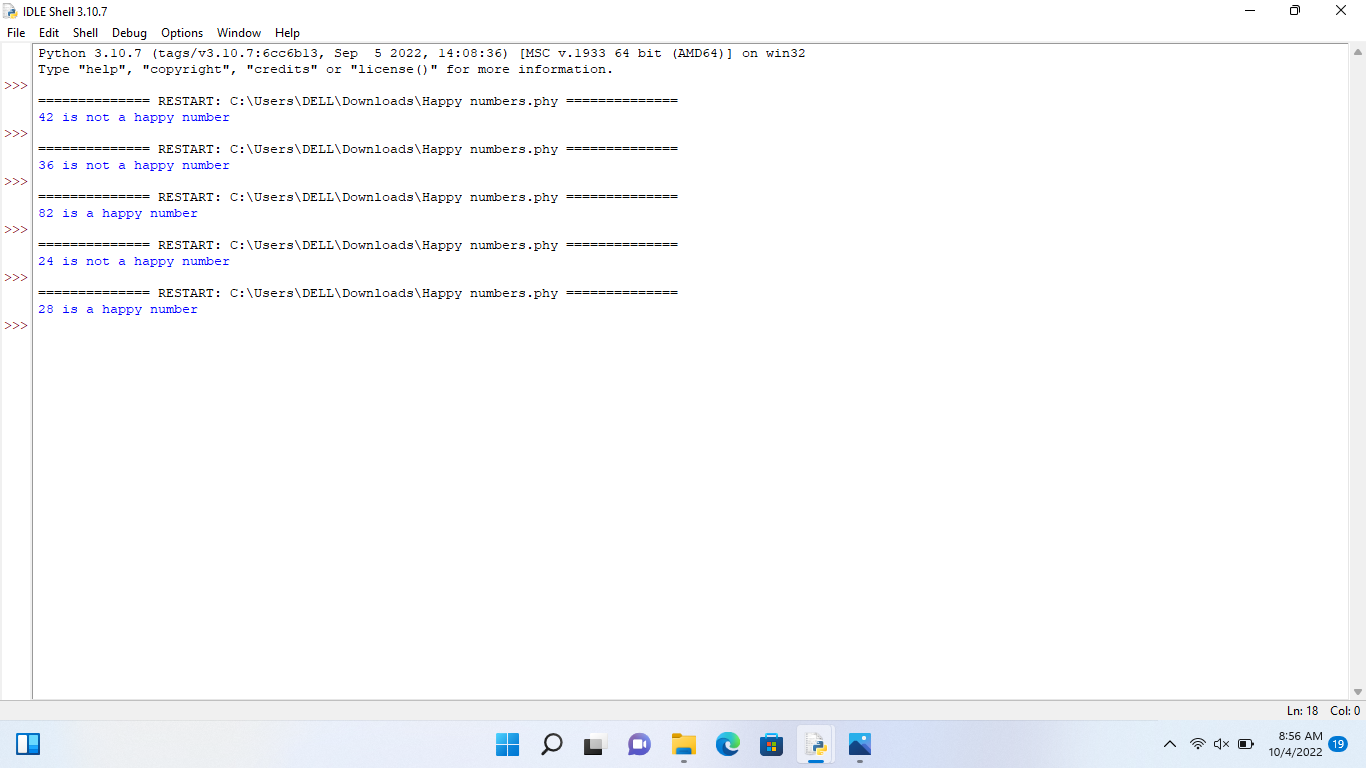 IDLE Shell 3.10.7
File Edit Shell Debug Options Window Help
Python 3.10.7 (tags/v3.10.7:6cc6b13, Sep  5 2022, 14:08:36) [MSC v.1933 64 bit (AMD64)] on win32
Type "help", "copyright", "credits" or "license()" for more information.
>>>
============== RESTART: C:\Users\DELL\Downloads\Happy numbers.phy ==============
42 is not a happy number
>>>
============== RESTART: C:\Users\DELL\Downloads\Happy numbers.phy ==============
36 is not a happy number
>>>
============== RESTART: C:\Users\DELL\Downloads\Happy numbers.phy ==============
82 is a happy number
>>>
============== RESTART: C:\Users\DELL\Downloads\Happy numbers.phy ==============
24 is not a happy number
>>>
============== RESTART: C:\Users\DELL\Downloads\Happy numbers.phy ==============
28 is a happy number
>>>
Ln: 18 Col: 0
8:56 AM
10/4/2022 19